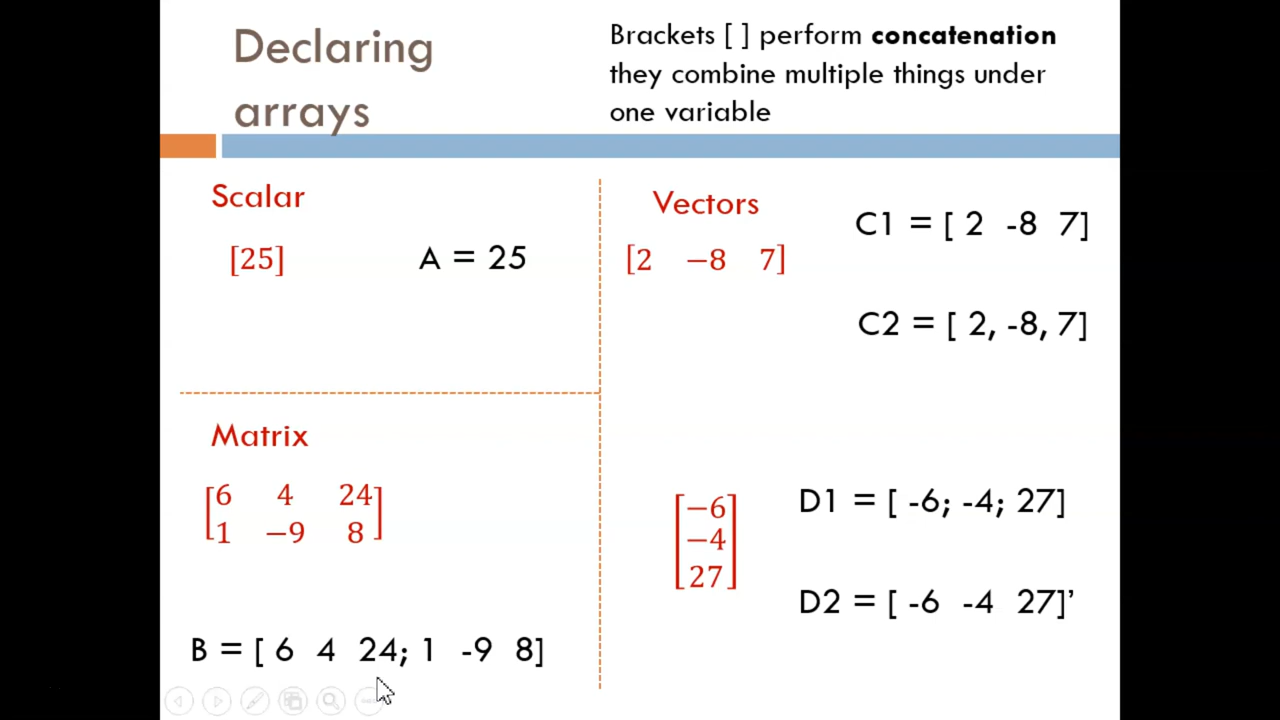 Declaring
arrays
Brackets [ ] perform concatenation
they combine multiple things under
one variable
Scalar
[25]
A = 25
Matrix
[6 4 24
1 −9 8]
B = [ 6 4 24; 1 -9 8]
Vectors
[2 −8 7]
C1 = [ 2 -8 7]
C2 = [ 2, -8, 7]
[−6
−4
27]
D1 = [ -6; -4; 27]
D2 = [ -6 -4 27]’